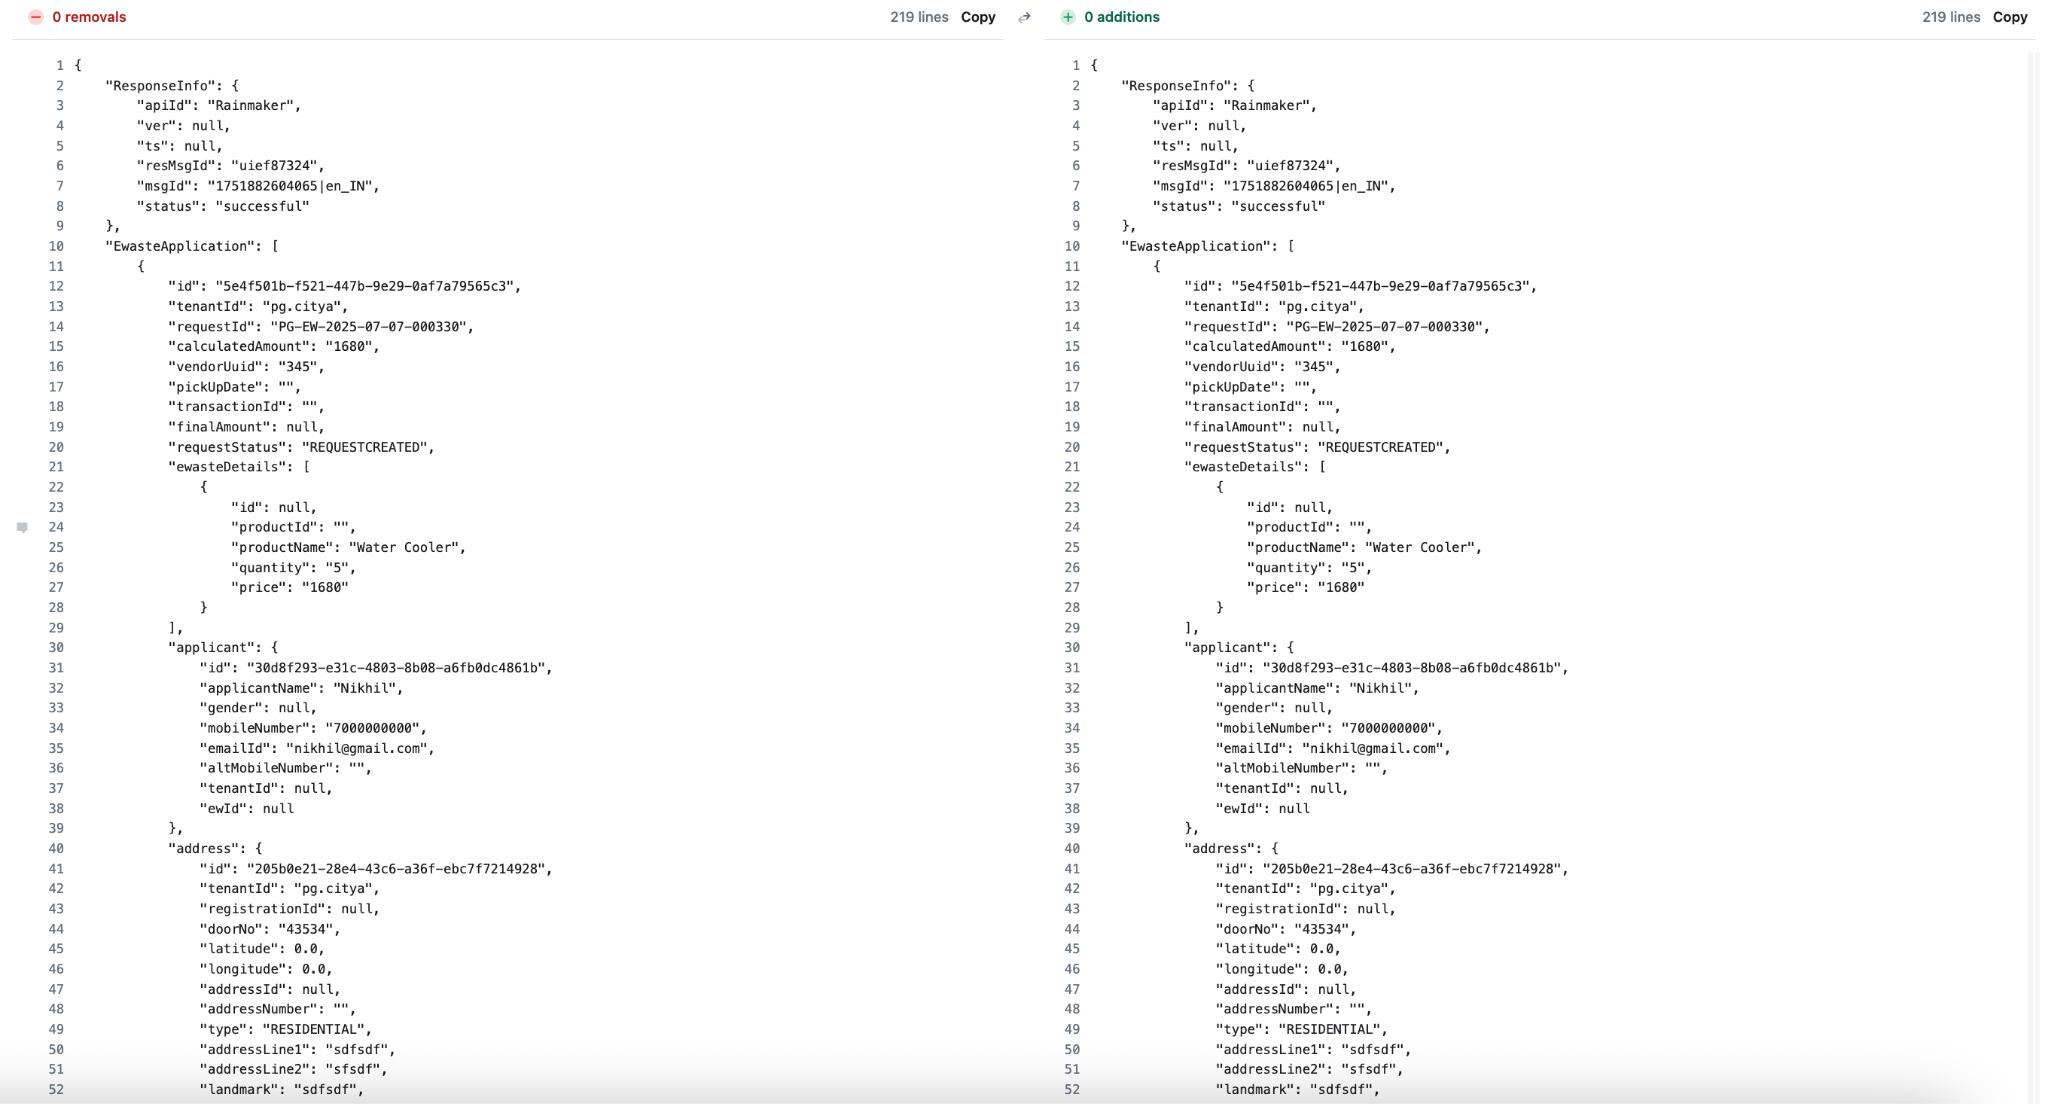 0 removals 219 lines Copy
1 {
2 "ResponseInfo": {
3 "apiId": "Rainmaker",
4 "ver": null,
5 "ts": null,
6 "resMsgId": "uief87324",
7 "msgId": "1751882604065|en_IN",
8 "status": "successful"
9 },
10 "EwasteApplication": [
11 {
12 "id": "5e4f501b-f521-447b-9e29-0af7a79565c3",
13 "tenantId": "pg.citya",
14 "requestId": "PG-EW-2025-07-07-000330",
15 "calculatedAmount": "1680",
16 "vendorUuid": "345",
17 "pickUpDate": "",
18 "transactionId": "",
19 "finalAmount": null,
20 "requestStatus": "REQUESTCREATED",
21 "ewasteDetails": [
22 {
23 "id": null,
24 "productId": "",
25 "productName": "Water Cooler",
26 "quantity": "5",
27 "price": "1680"
28 }
29 ],
30 "applicant": {
31 "id": "30d8f293-e31c-4803-8b08-a6fb0dc4861b",
32 "applicantName": "Nikhil",
33 "gender": null,
34 "mobileNumber": "7000000000",
35 "emailId": "nikhil@gmail.com",
36 "altMobileNumber": "",
37 "tenantId": null,
38 "ewId": null
39 },
40 "address": {
41 "id": "205b0e21-28e4-43c6-a36f-ebc7f7214928",
42 "tenantId": "pg.citya",
43 "registrationId": null,
44 "doorNo": "43534",
45 "latitude": 0.0,
46 "longitude": 0.0,
47 "addressId": null,
48 "addressNumber": "",
49 "type": "RESIDENTIAL",
50 "addressLine1": "sdfsdf",
51 "addressLine2": "sfsdf",
52 "landmark": "sdfsdf",
0 additions 219 lines Copy
1 {
2 "ResponseInfo": {
3 "apiId": "Rainmaker",
4 "ver": null,
5 "ts": null,
6 "resMsgId": "uief87324",
7 "msgId": "1751882604065|en_IN",
8 "status": "successful"
9 },
10 "EwasteApplication": [
11 {
12 "id": "5e4f501b-f521-447b-9e29-0af7a79565c3",
13 "tenantId": "pg.citya",
14 "requestId": "PG-EW-2025-07-07-000330",
15 "calculatedAmount": "1680",
16 "vendorUuid": "345",
17 "pickUpDate": "",
18 "transactionId": "",
19 "finalAmount": null,
20 "requestStatus": "REQUESTCREATED",
21 "ewasteDetails": [
22 {
23 "id": null,
24 "productId": "",
25 "productName": "Water Cooler",
26 "quantity": "5",
27 "price": "1680"
28 }
29 ],
30 "applicant": {
31 "id": "30d8f293-e31c-4803-8b08-a6fb0dc4861b",
32 "applicantName": "Nikhil",
33 "gender": null,
34 "mobileNumber": "7000000000",
35 "emailId": "nikhil@gmail.com",
36 "altMobileNumber": "",
37 "tenantId": null,
38 "ewId": null
39 },
40 "address": {
41 "id": "205b0e21-28e4-43c6-a36f-ebc7f7214928",
42 "tenantId": "pg.citya",
43 "registrationId": null,
44 "doorNo": "43534",
45 "latitude": 0.0,
46 "longitude": 0.0,
47 "addressId": null,
48 "addressNumber": "",
49 "type": "RESIDENTIAL",
50 "addressLine1": "sdfsdf",
51 "addressLine2": "sfsdf",
52 "landmark": "sdfsdf",